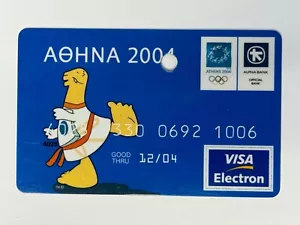 ΑΘΗΝΑ 2004
ATHENS 2004
ALPHA BANK
OFFICIAL BANK
330 0692 1006
GOOD THRU 12/04
VISA
Electron